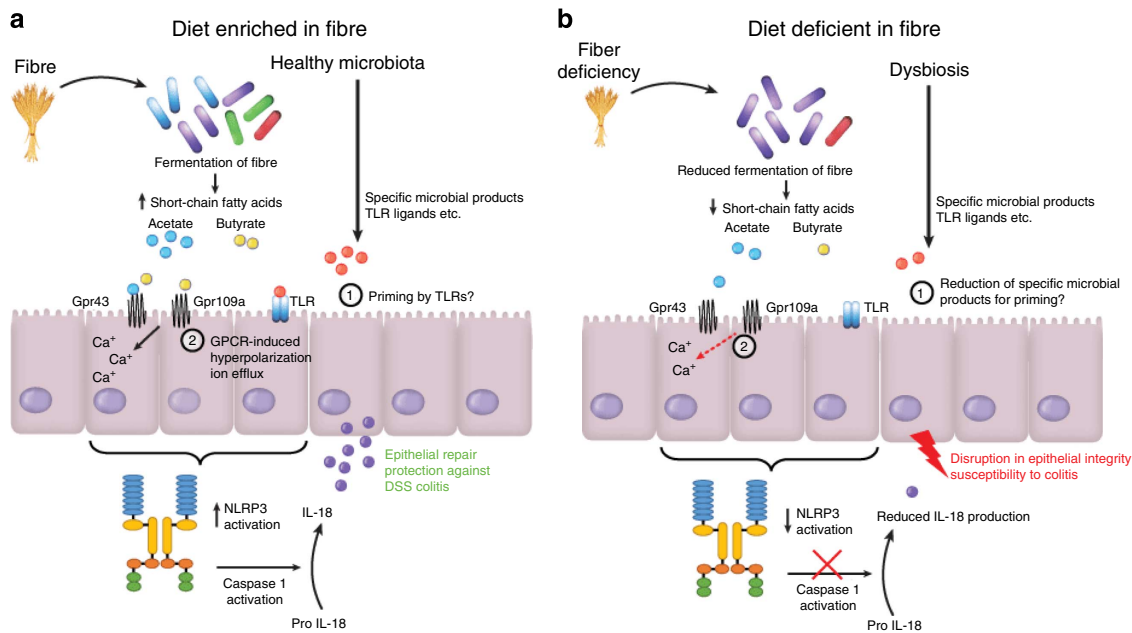 a
Diet enriched in fibre
Fibre
Healthy microbiota
Fermentation of fibre
Short-chain fatty acids
Acetate
Butyrate
Specific microbial products
TLR ligands etc.
Gpr43
Gpr109a
TLR
1
Priming by TLRs?
2
GPCR-induced
hyperpolarization
ion efflux
Ca+
Ca+
Ca+
Epithelial repair
protection against
DSS colitis
NLRP3
activation
IL-18
Caspase 1
activation
Pro IL-18
b
Diet deficient in fibre
Fiber
deficiency
Dysbiosis
Reduced fermentation of fibre
Short-chain fatty acids
Acetate
Butyrate
Specific microbial products
TLR ligands etc.
Gpr43
Gpr109a
TLR
1
Reduction of specific microbial
products for priming?
2
Ca+
Ca+
Disruption in epithelial integrity
susceptibility to colitis
NLRP3
activation
Reduced IL-18 production
Caspase 1
activation
Pro IL-18